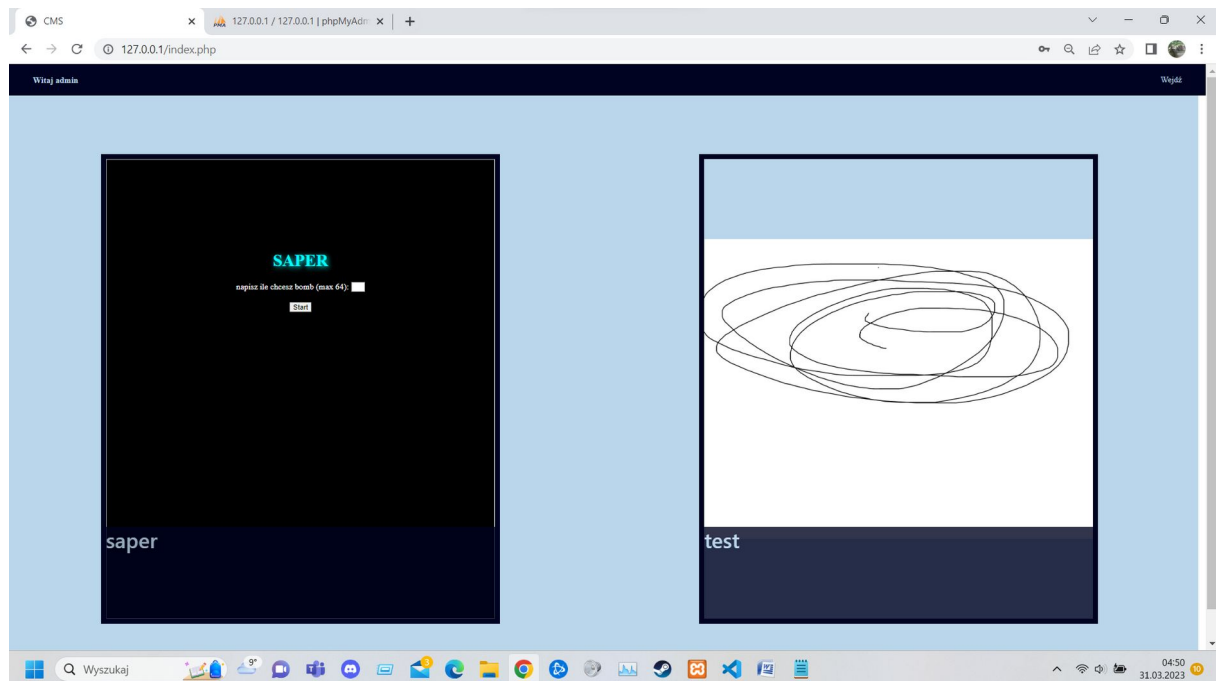 CMS
127.0.0.1 / 127.0.0.1 | phpMyAdm
127.0.0.1/index.php
Witaj admin
Wejdź
SAPER
napisz ile chcesz bomb (max 64):
Start
saper
test
Wyszukaj
9°
04:50
31.03.2023
10